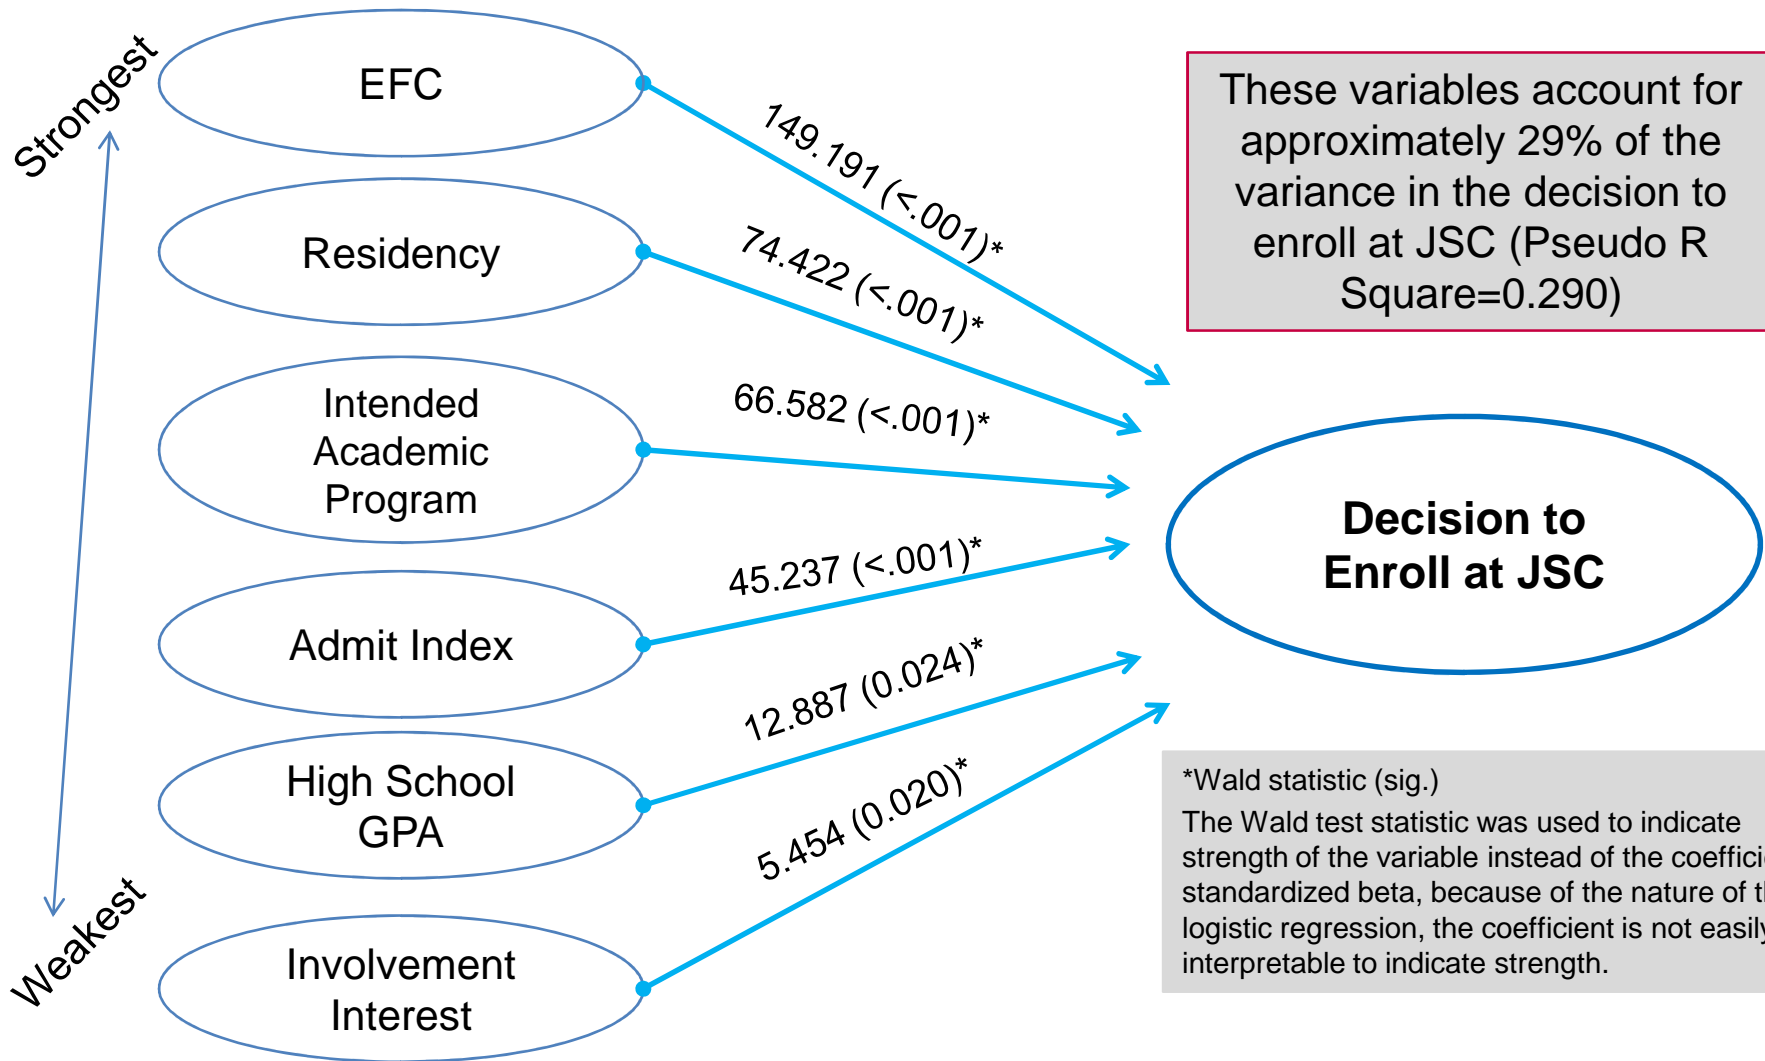 Strongest
EFC
149.191 (<.001)*
These variables account for
approximately 29% of the
variance in the decision to
enroll at JSC (Pseudo R
Square=0.290)
Residency
74.422 (<.001)*
Intended
Academic
Program
66.582 (<.001)*
Decision to
Enroll at JSC
Admit Index
45.237 (<.001)*
High School
GPA
12.887 (0.024)*
Involvement
Interest
5.454 (0.020)*
Weakest
*Wald statistic (sig.)
The Wald test statistic was used to indicate
strength of the variable instead of the
standardized beta, because of the nature of
logistic regression, the coefficient is not easily
interpretable to indicate strength.